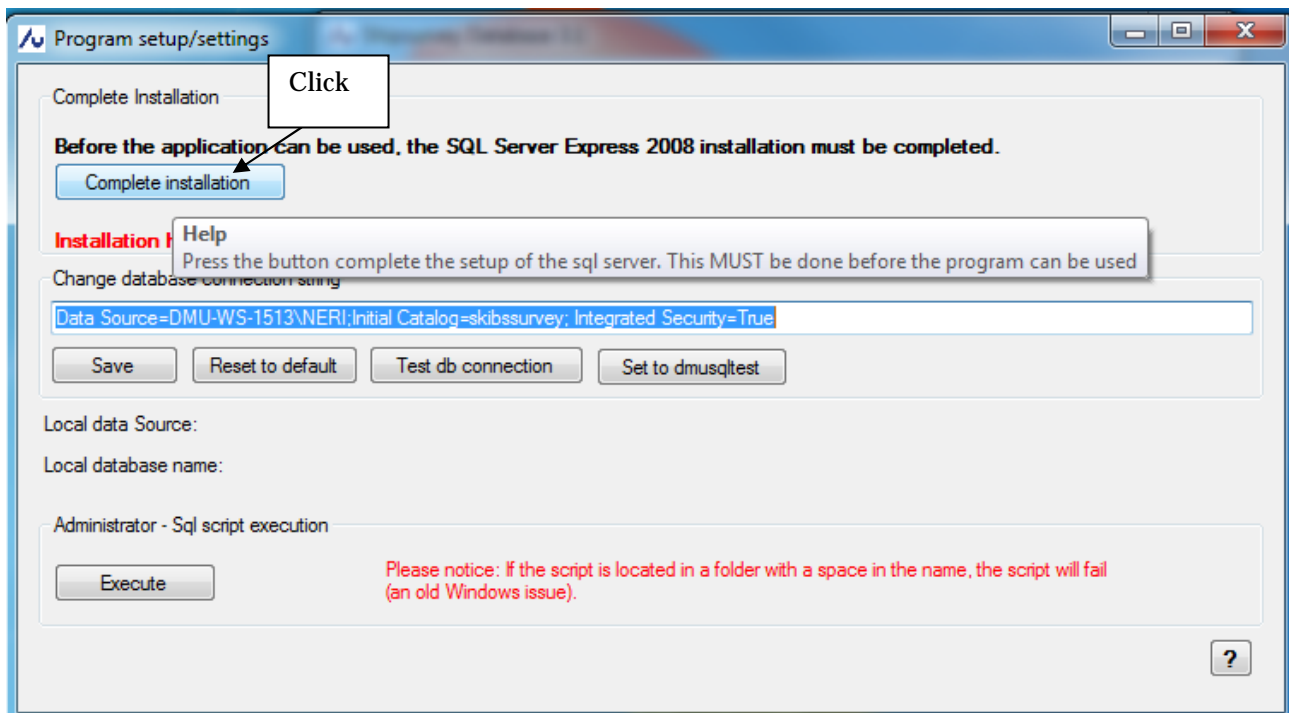 Program setup/settings
Click
Complete Installation
Before the application can be used, the SQL Server Express 2008 installation must be completed.
Complete installation
Installation
Help
Press the button complete the setup of the sql server. This MUST be done before the program can be used
Change database connection string
Data Source=DMU-WS-1513\NERI;Initial Catalog=skibssurvey; Integrated Security=True
Save
Reset to default
Test db connection
Set to dmusqltest
Local data Source:
Local database name:
Administrator - Sql script execution
Execute
Please notice: If the script is located in a folder with a space in the name, the script will fail
(an old Windows issue).
?